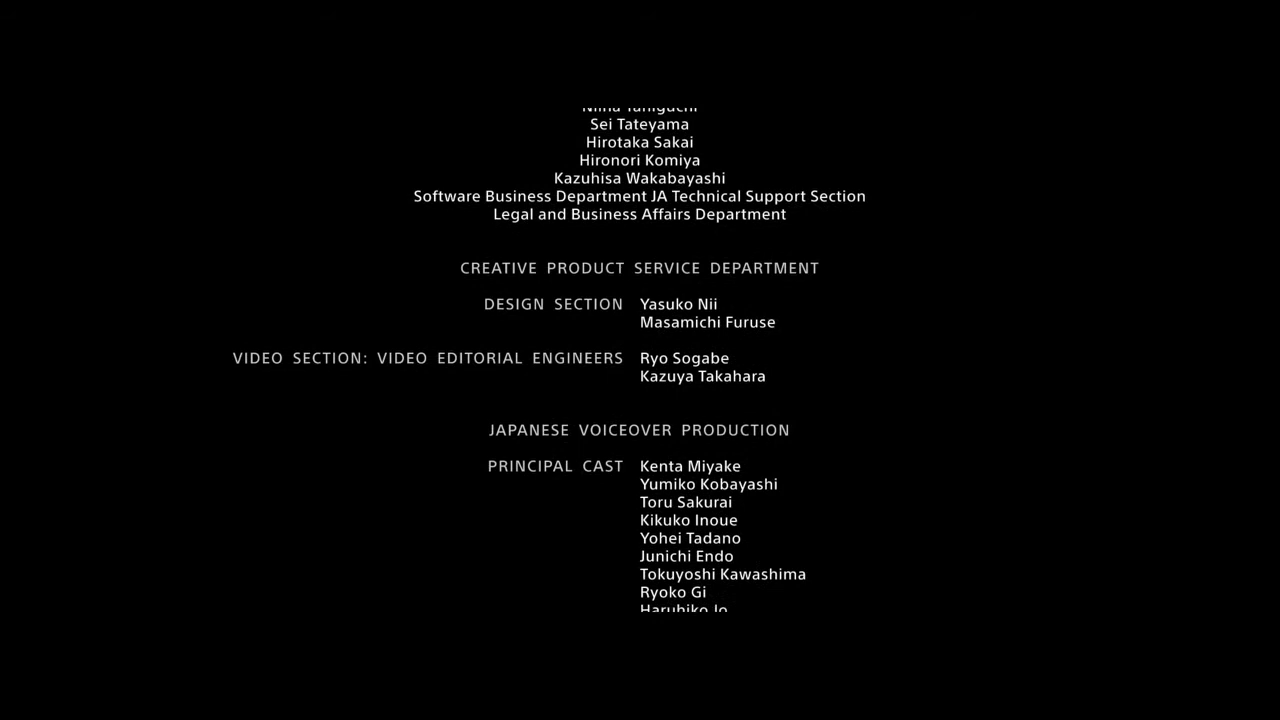 Sei Tateyama
Hirotaka Sakai
Hironori Komiya
Kazuhisa Wakabayashi
Software Business Department JA Technical Support Section
Legal and Business Affairs Department
CREATIVE PRODUCT SERVICE DEPARTMENT
DESIGN SECTION Yasuko Nii
Masamichi Furuse
VIDEO SECTION: VIDEO EDITORIAL ENGINEERS Ryo Sogabe
Kazuya Takahara
JAPANESE VOICEOVER PRODUCTION
PRINCIPAL CAST Kenta Miyake
Yumiko Kobayashi
Toru Sakurai
Kikuko Inoue
Yohei Tadano
Junichi Endo
Tokuyoshi Kawashima
Ryoko Gi
Haruhiko Jo